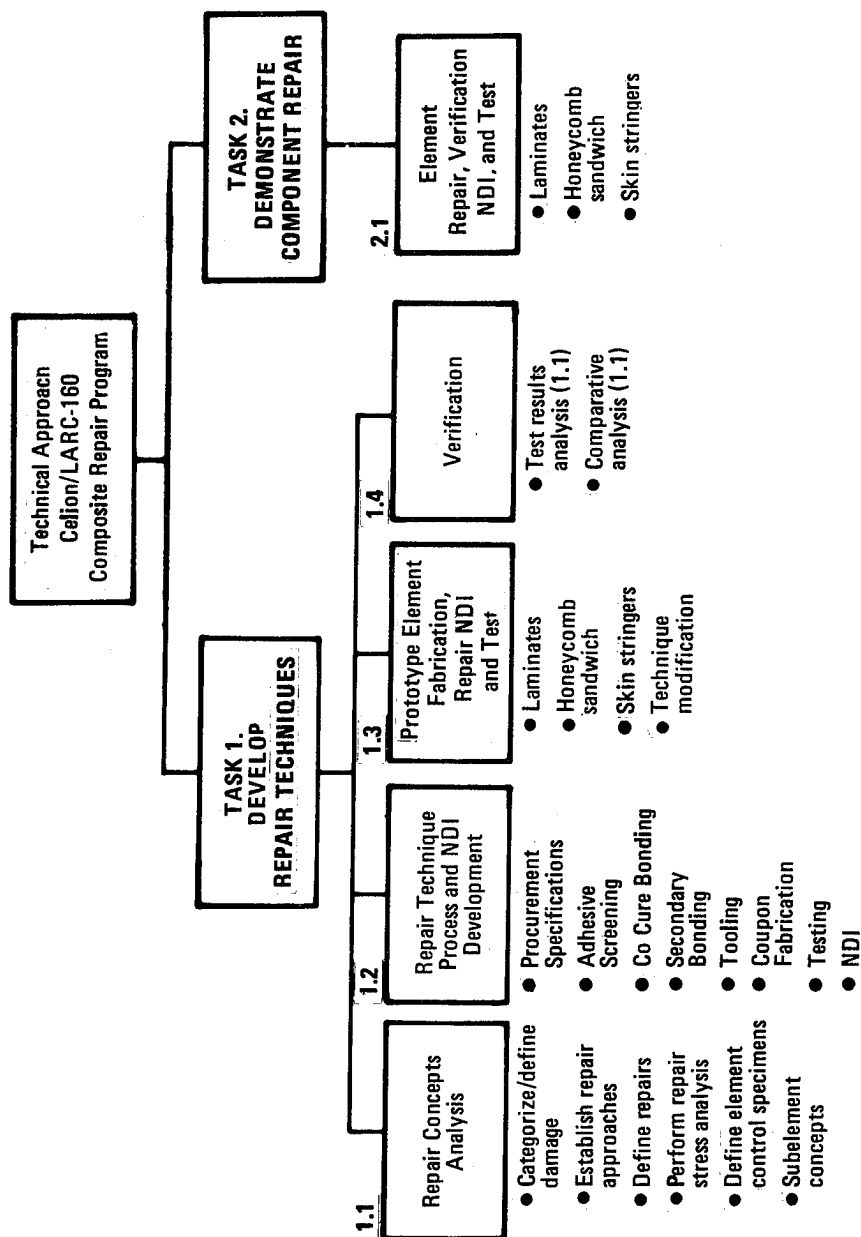 Technical Approach
Celion/LARC-160
Composite Repair Program
TASK 1.
DEVELOP
REPAIR TECHNIQUES
TASK 2.
DEMONSTRATE
COMPONENT REPAIR
1.1
Repair Concepts
Analysis
● Categorize/define
damage
● Establish repair
approaches
● Define repairs
● Perform repair
stress analysis
● Define element
control specimens
● Subelement
concepts
1.2
Repair Technique
Process and NDI
Development
● Procurement
Specifications
● Adhesive
Screening
● Co Cure Bonding
● Secondary
Bonding
● Tooling
● Coupon
Fabrication
● Testing
● NDI
1.3
Prototype Element
Fabrication,
Repair NDI
and Test
● Laminates
● Honeycomb
sandwich
● Skin stringers
● Technique
modification
1.4
Verification
● Test results
analysis (1.1)
● Comparative
analysis (1.1)
2.1
Element
Repair, Verification
NDI, and Test
● Laminates
● Honeycomb
sandwich
● Skin stringers